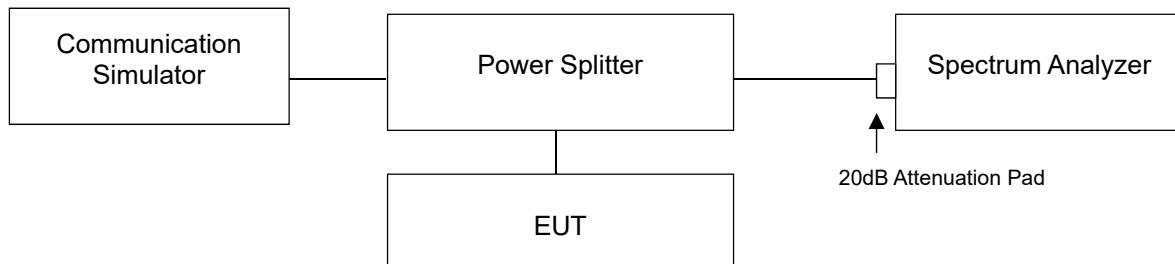 Communication
Simulator
Power Splitter
Spectrum Analyzer
20dB Attenuation Pad
EUT